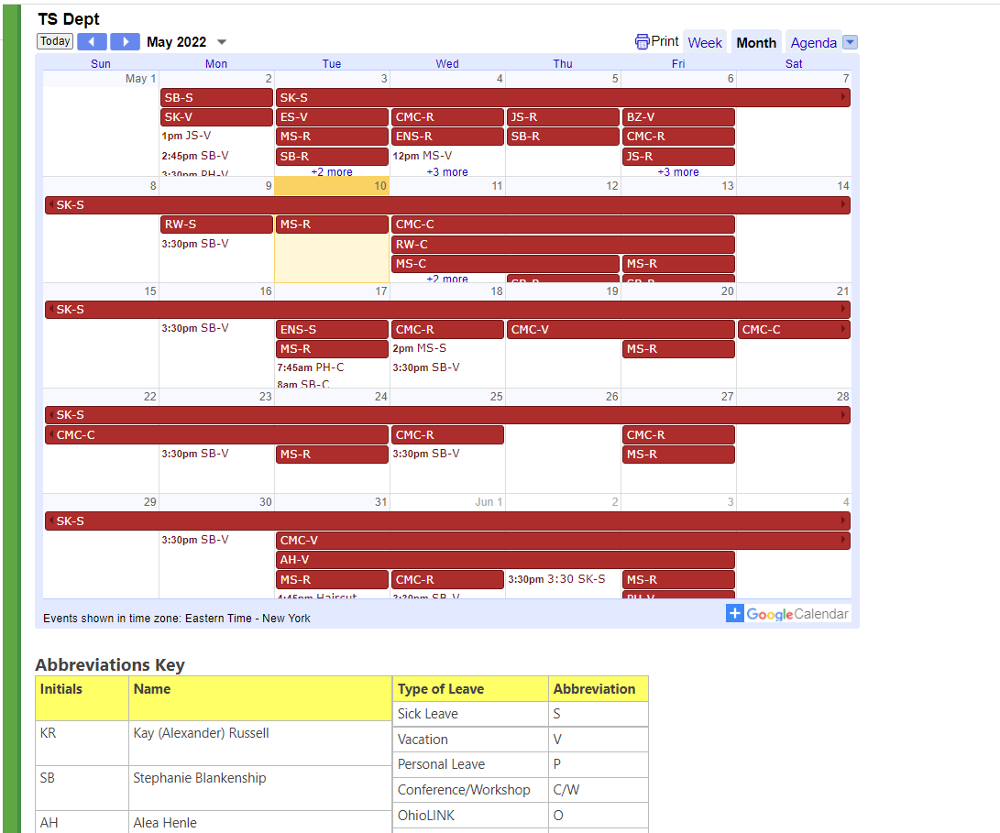 TS Dept
Today May 2022 Print Week Month Agenda
Sun Mon Tue Wed Thu Fri Sat
May 1 2 3 4 5 6 7
SB-S SK-S
SK-V ES-V CMC-R JS-R BZ-V
1pm JS-V MS-R ENS-R SB-R CMC-R
2:45pm SB-V SB-R 12pm MS-V JS-R
3:30pm PH-V +2 more +3 more +3 more
8 9 10 11 12 13 14
SK-S
RW-S MS-R CMC-C
3:30pm SB-V RW-C
MS-C MS-R
+2 more SB-R SB-R
15 16 17 18 19 20 21
SK-S
3:30pm SB-V ENS-S CMC-R CMC-V CMC-C
MS-R 2pm MS-S MS-R
7:45am PH-C 3:30pm SB-V
8am SB-C
22 23 24 25 26 27 28
SK-S
CMC-C CMC-R CMC-R
3:30pm SB-V MS-R 3:30pm SB-V MS-R
29 30 31 Jun 1 2 3 4
SK-S
3:30pm SB-V CMC-V
AH-V
MS-R CMC-R 3:30pm 3:30 SK-S MS-R
4:45pm Haircut 3:30pm SB-V PH-V
Events shown in time zone: Eastern Time - New York
+ Google Calendar
Abbreviations Key
Initials Name Type of Leave Abbreviation
Sick Leave S
KR Kay (Alexander) Russell
Vacation V
Personal Leave P
SB Stephanie Blankenship
Conference/Workshop C/W
OhioLINK O
AH Alea Henle